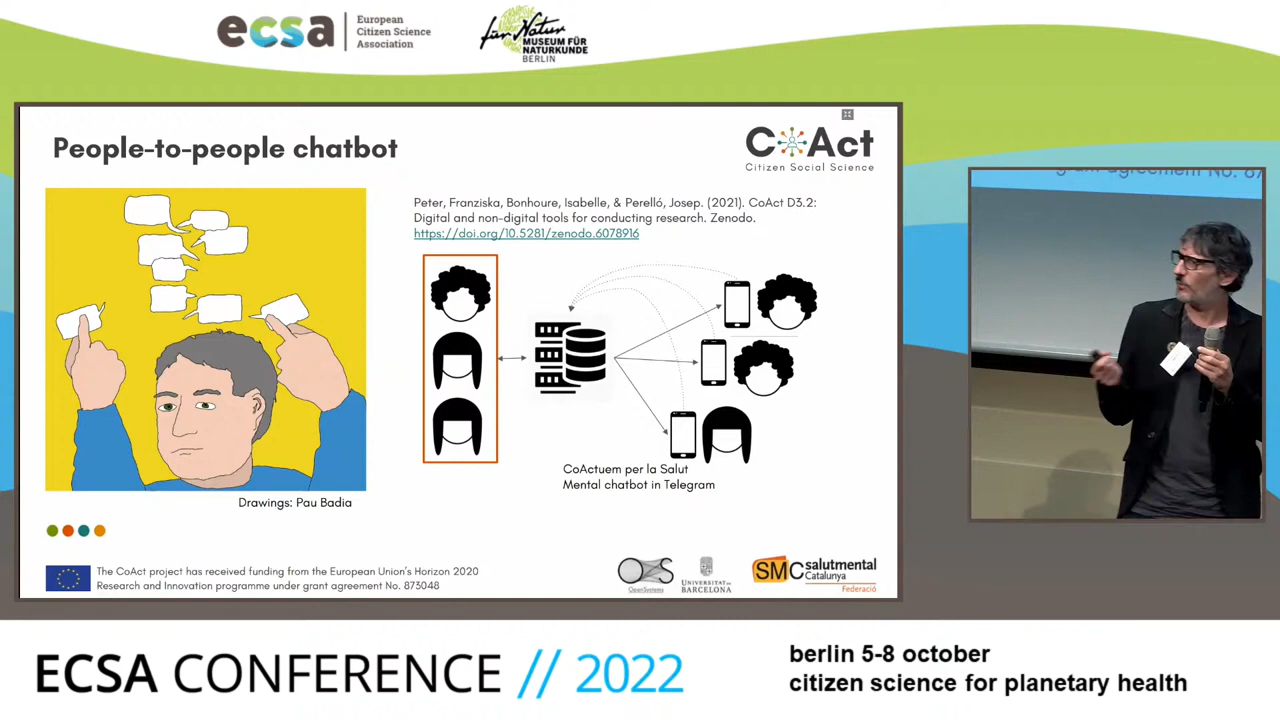 ecsa
European
Citizen Science
Association
für Natur
MUSEUM FÜR
NATURKUNDE
BERLIN
People-to-people chatbot
CoAct
Citizen Social Science
Peter, Franziska, Bonhoure, Isabelle, & Perelló, Josep. (2021). CoAct D3.2:
Digital and non-digital tools for conducting research. Zenodo.
https://doi.org/10.5281/zenodo.6078916
CoActuem per la Salut
Mental chatbot in Telegram
Drawings: Pau Badia
The CoAct project has received funding from the European Union's Horizon 2020
Research and Innovation programme under grant agreement No. 873048
OpenSystems
UNIVERSITAT DE
BARCELONA
SMC salutmental
Catalunya
Federació
grant agreement No. 87
ECSA CONFERENCE // 2022
berlin 5-8 october
citizen science for planetary health